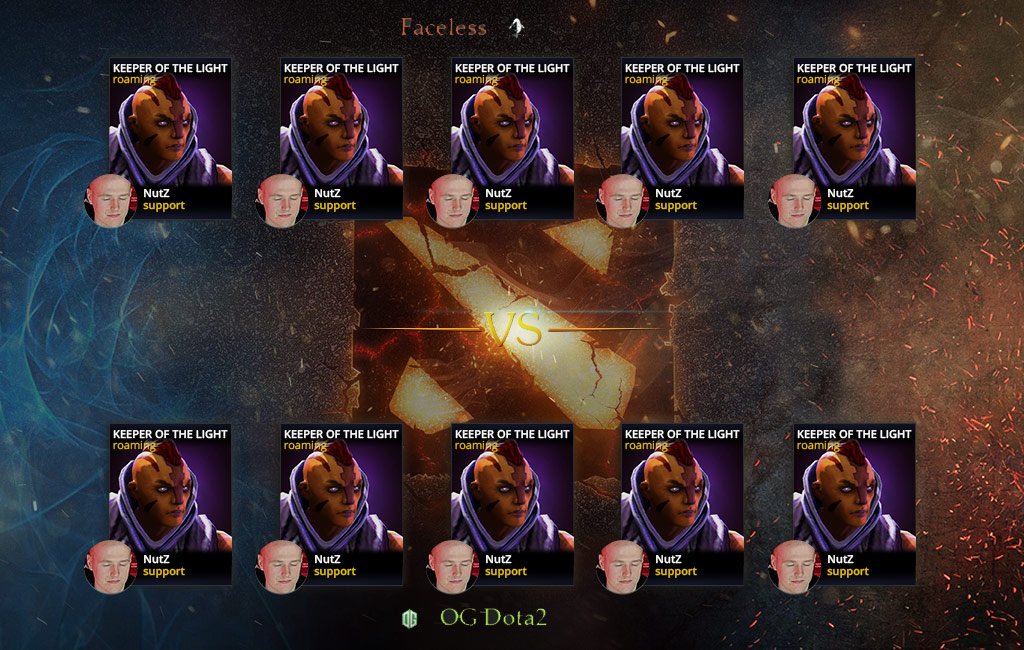 Faceless
KEEPER OF THE LIGHT
roaming
NutZ
support
KEEPER OF THE LIGHT
roaming
NutZ
support
KEEPER OF THE LIGHT
roaming
NutZ
support
KEEPER OF THE LIGHT
roaming
NutZ
support
KEEPER OF THE LIGHT
roaming
NutZ
support
VS
KEEPER OF THE LIGHT
roaming
NutZ
support
KEEPER OF THE LIGHT
roaming
NutZ
support
KEEPER OF THE LIGHT
roaming
NutZ
support
KEEPER OF THE LIGHT
roaming
NutZ
support
KEEPER OF THE LIGHT
roaming
NutZ
support
OG OG Dota2